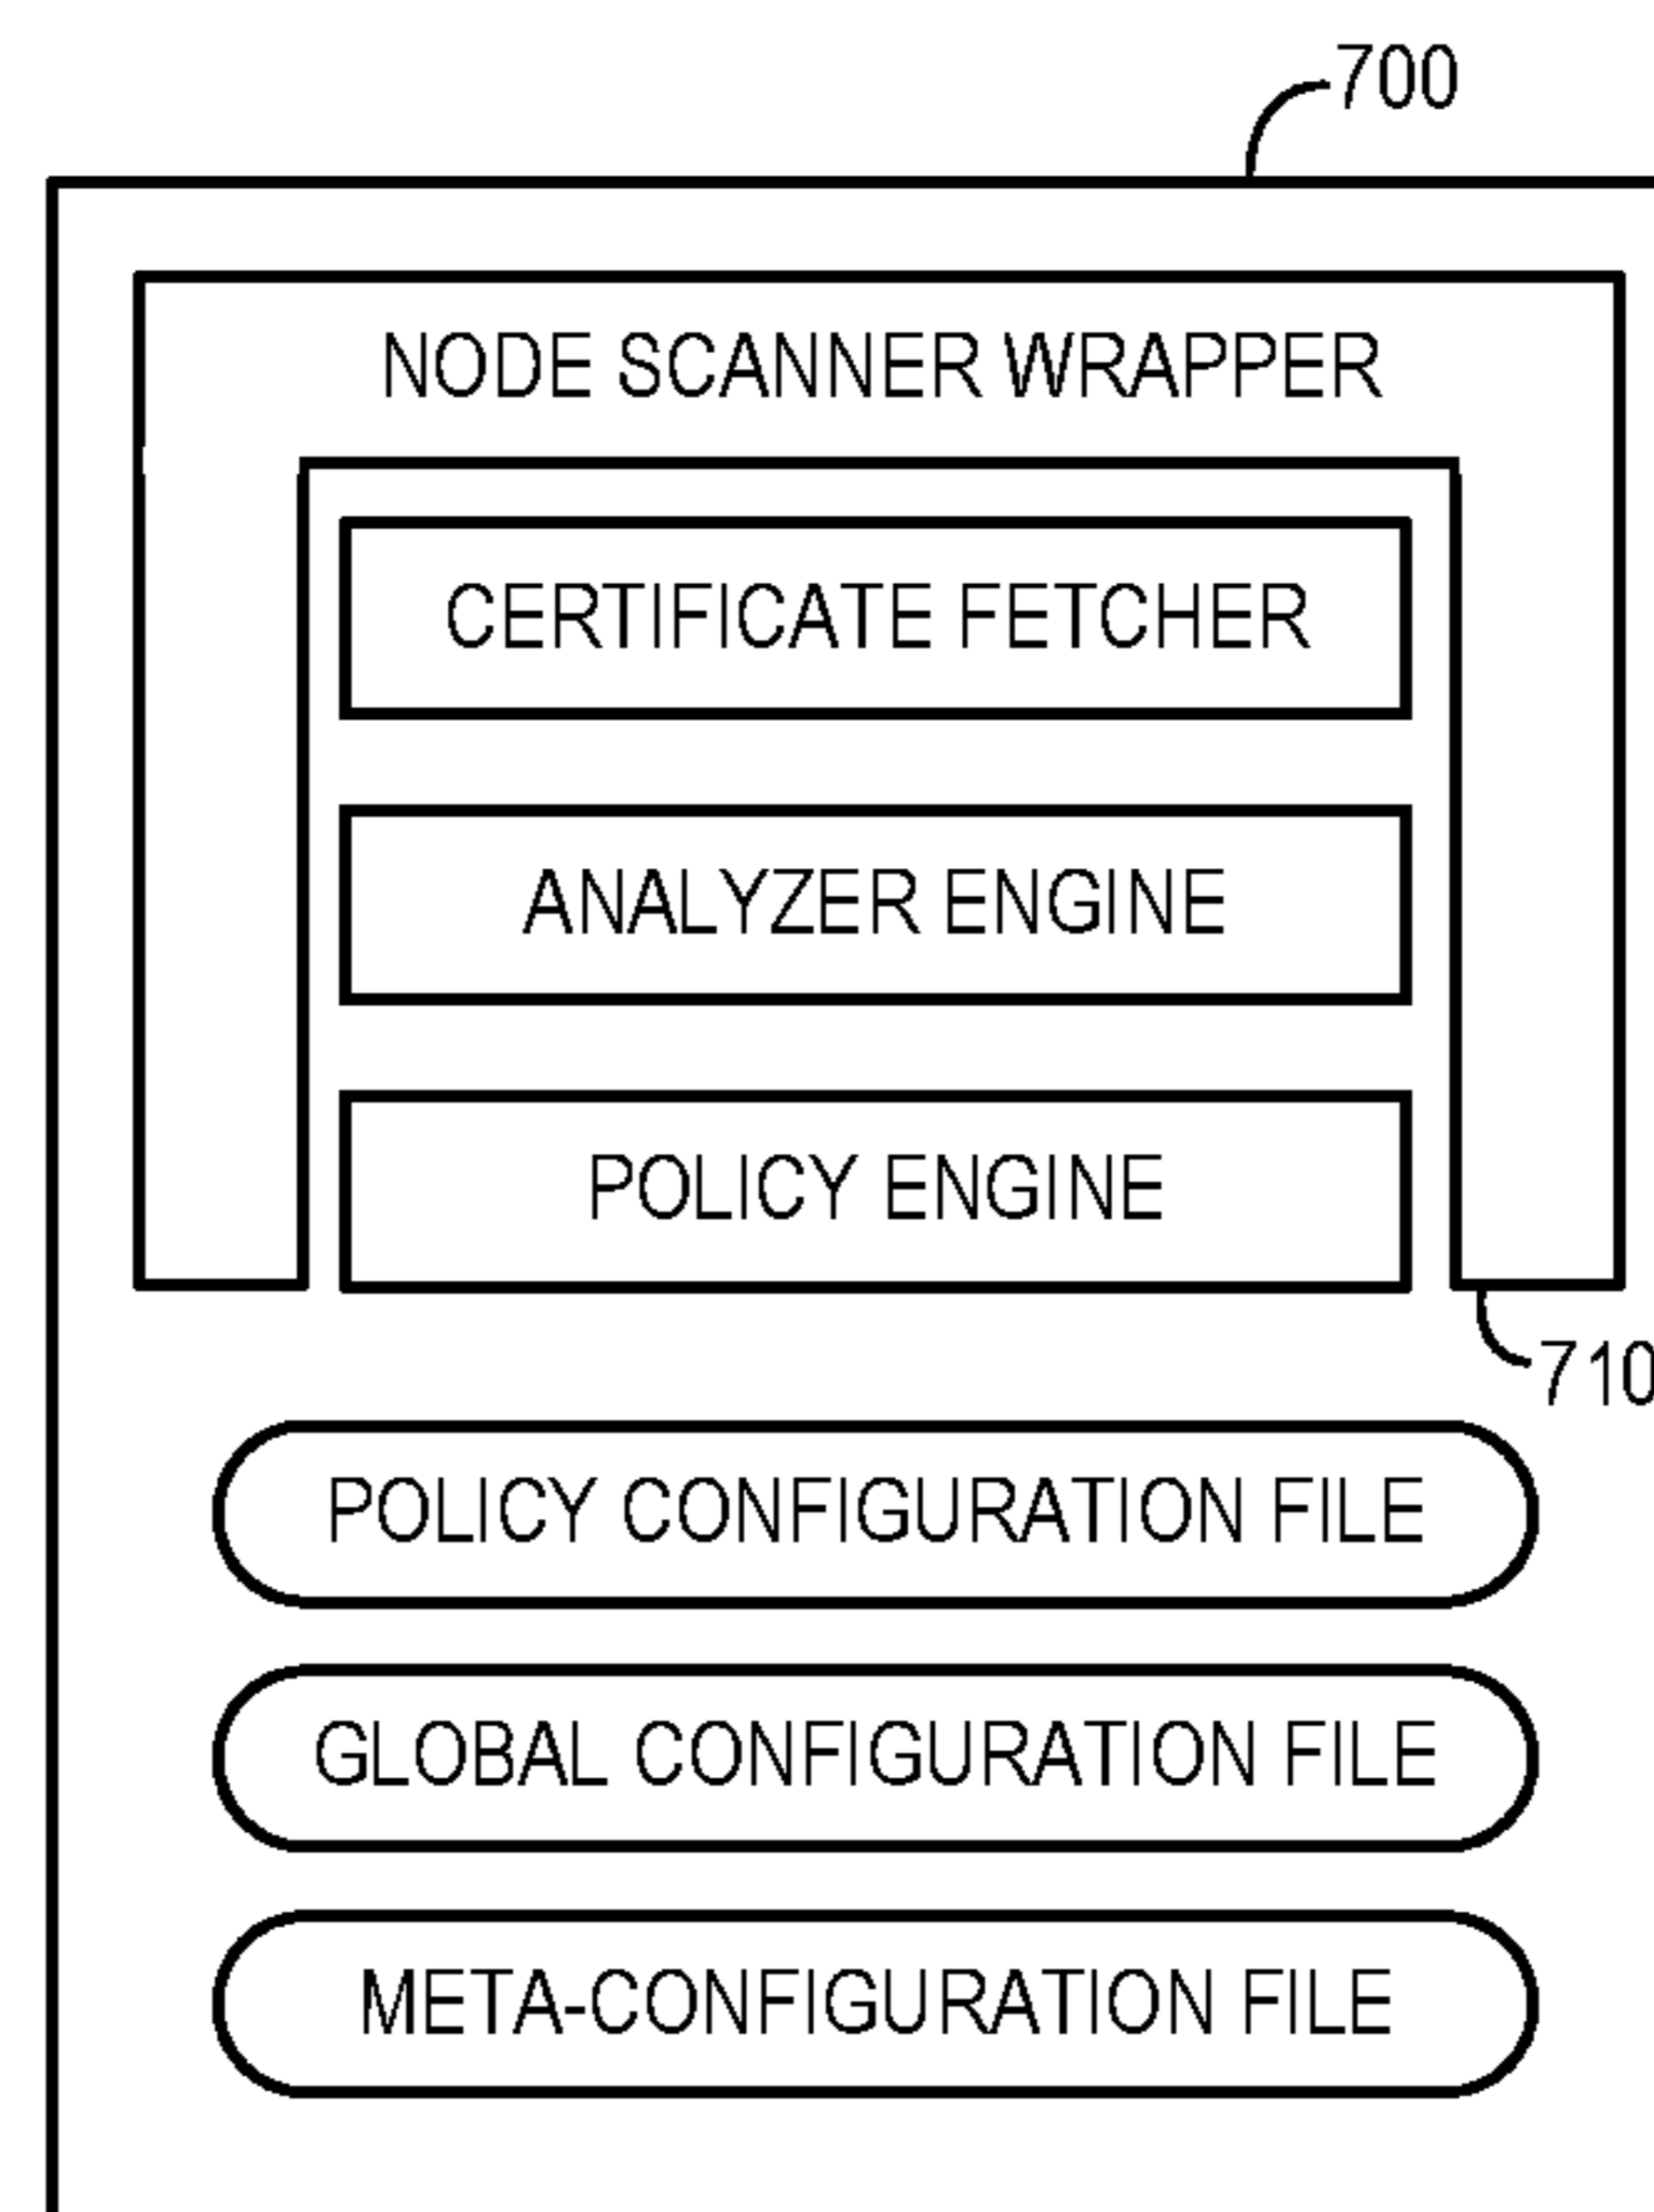 700
NODE SCANNER WRAPPER
CERTIFICATE FETCHER
ANALYZER ENGINE
POLICY ENGINE
710
POLICY CONFIGURATION FILE
GLOBAL CONFIGURATION FILE
META-CONFIGURATION FILE